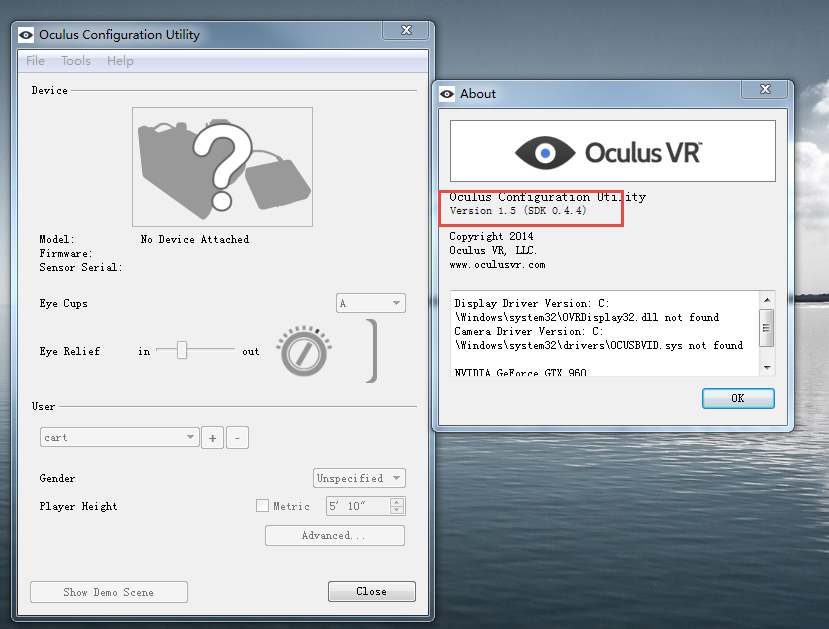 Oculus Configuration Utility
File Tools Help
Device
?
Model: No Device Attached
Firmware:
Sensor Serial:
Eye Cups A
Eye Relief in out
User
cart + -
Gender Unspecified
Player Height Metric 5' 10"
Advanced...
Show Demo Scene Close
About
Oculus VR™
Oculus Configuration Utility
Version 1.5 (SDK 0.4.4)
Copyright 2014
Oculus VR, LLC.
www.oculusvr.com
Display Driver Version: C:
\Windows\system32\OVRDisplay32.dll not found
Camera Driver Version: C:
\Windows\system32\drivers\OCUSBVID.sys not found
NVIDIA GeForce GTX 960
OK